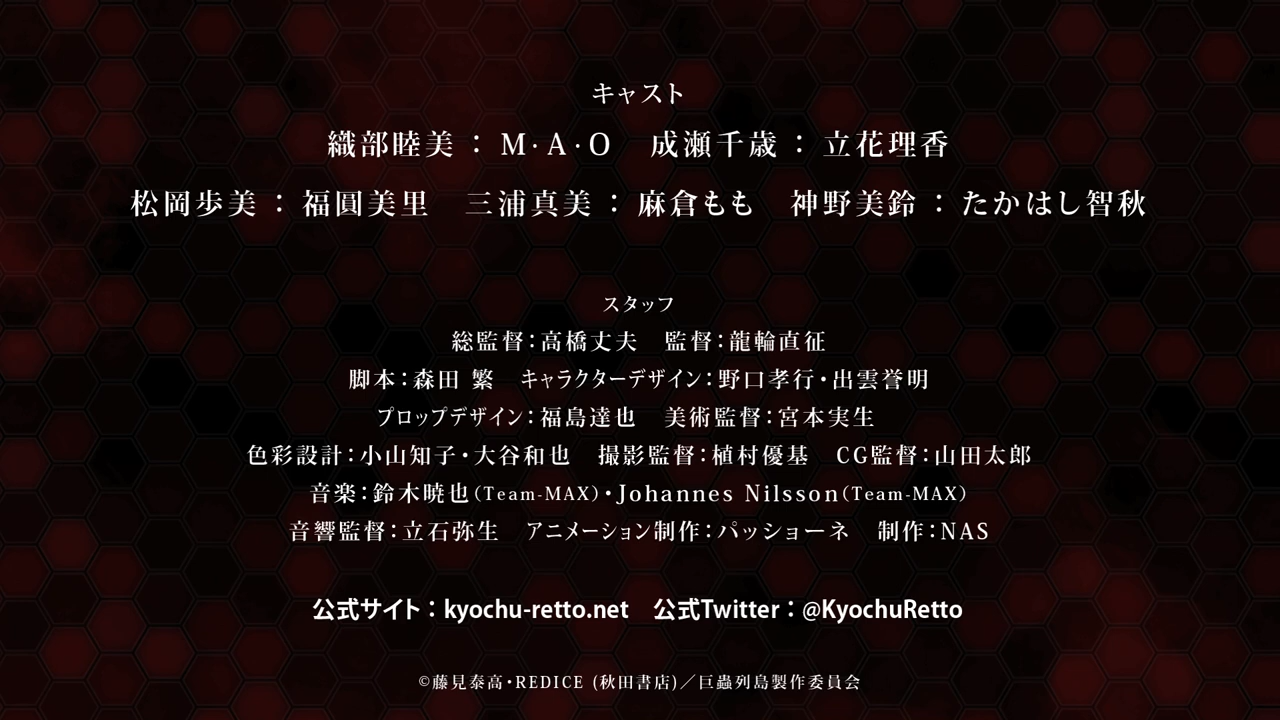 キャスト
織部睦美：M・A・O　成瀬千歳：立花理香
松岡歩美：福圓美里　三浦真美：麻倉もも　神野美鈴：たかはし智秋
スタッフ
総監督：高橋丈夫　監督：龍輪直征
脚本：森田 繁　キャラクターデザイン：野口孝行・出雲誉明
プロップデザイン：福島達也　美術監督：宮本実生
色彩設計：小山知子・大谷和也　撮影監督：植村優基　CG監督：山田太郎
音楽：鈴木暁也（Team-MAX）・Johannes Nilsson（Team-MAX）
音響監督：立石弥生　アニメーション制作：パッショーネ　制作：NAS
公式サイト：kyochu-retto.net　公式Twitter：@KyochuRetto
©藤見泰高・REDICE (秋田書店)／巨蟲列島製作委員会